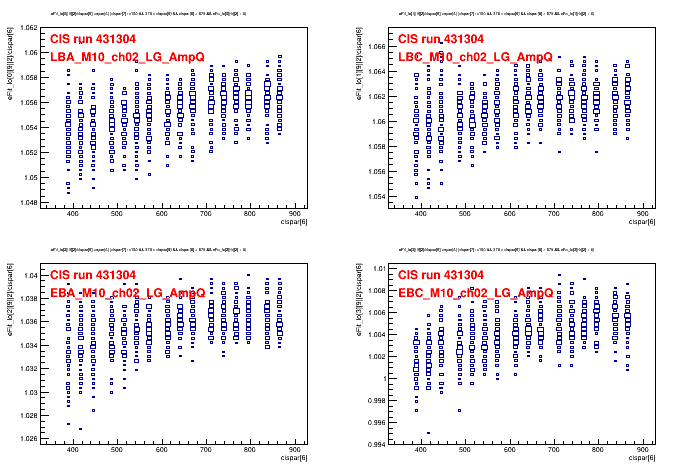 CIS run 431304
LBA_M10_ch02_LG_AmpQ
1.062
1.06
1.058
1.056
1.054
1.052
1.05
1.048
400 500 600 700 800 900
cispar[6]
CIS run 431304
LBC_M10_ch02_LG_AmpQ
1.066
1.064
1.062
1.06
1.058
1.056
1.054
400 500 600 700 800 900
cispar[6]
CIS run 431304
EBA_M10_ch02_LG_AmpQ
1.04
1.038
1.036
1.034
1.032
1.03
1.028
1.026
400 500 600 700 800 900
cispar[6]
CIS run 431304
EBC_M10_ch02_LG_AmpQ
1.01
1.008
1.006
1.004
1.002
1
0.998
0.996
0.994
400 500 600 700 800 900
cispar[6]